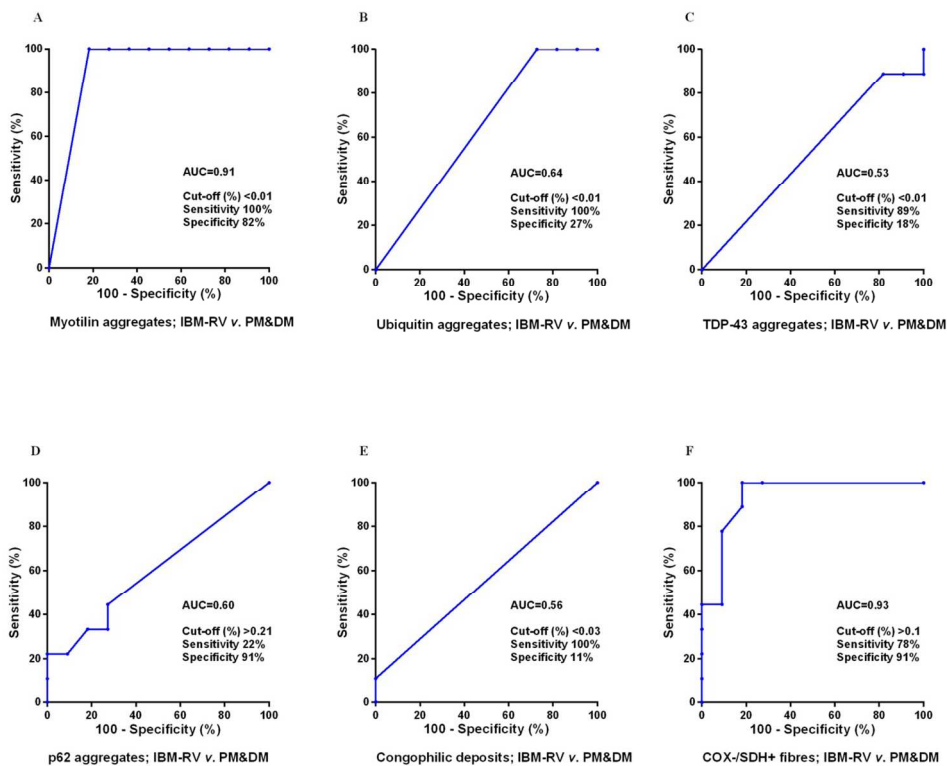 A
B
C
100
80
60
40
20
0
Sensitivity (%)
AUC=0.91
Cut-off (%) <0.01
Sensitivity 100%
Specificity 82%
0 20 40 60 80 100
100 - Specificity (%)
Myotilin aggregates; IBM-RV v. PM&DM
100
80
60
40
20
0
Sensitivity (%)
AUC=0.64
Cut-off (%) <0.01
Sensitivity 100%
Specificity 27%
0 20 40 60 80 100
100 - Specificity (%)
Ubiquitin aggregates; IBM-RV v. PM&DM
100
80
60
40
20
0
Sensitivity (%)
AUC=0.53
Cut-off (%) <0.01
Sensitivity 89%
Specificity 18%
0 20 40 60 80 100
100 - Specificity (%)
TDP-43 aggregates; IBM-RV v. PM&DM
D
E
F
100
80
60
40
20
0
Sensitivity (%)
AUC=0.60
Cut-off (%) >0.21
Sensitivity 22%
Specificity 91%
0 20 40 60 80 100
100 - Specificity (%)
p62 aggregates; IBM-RV v. PM&DM
100
80
60
40
20
0
Sensitivity (%)
AUC=0.56
Cut-off (%) <0.03
Sensitivity 100%
Specificity 11%
0 20 40 60 80 100
100 - Specificity (%)
Congophilic deposits; IBM-RV v. PM&DM
100
80
60
40
20
0
Sensitivity (%)
AUC=0.93
Cut-off (%) >0.1
Sensitivity 78%
Specificity 91%
0 20 40 60 80 100
100 - Specificity (%)
COX-/SDH+ fibres; IBM-RV v. PM&DM